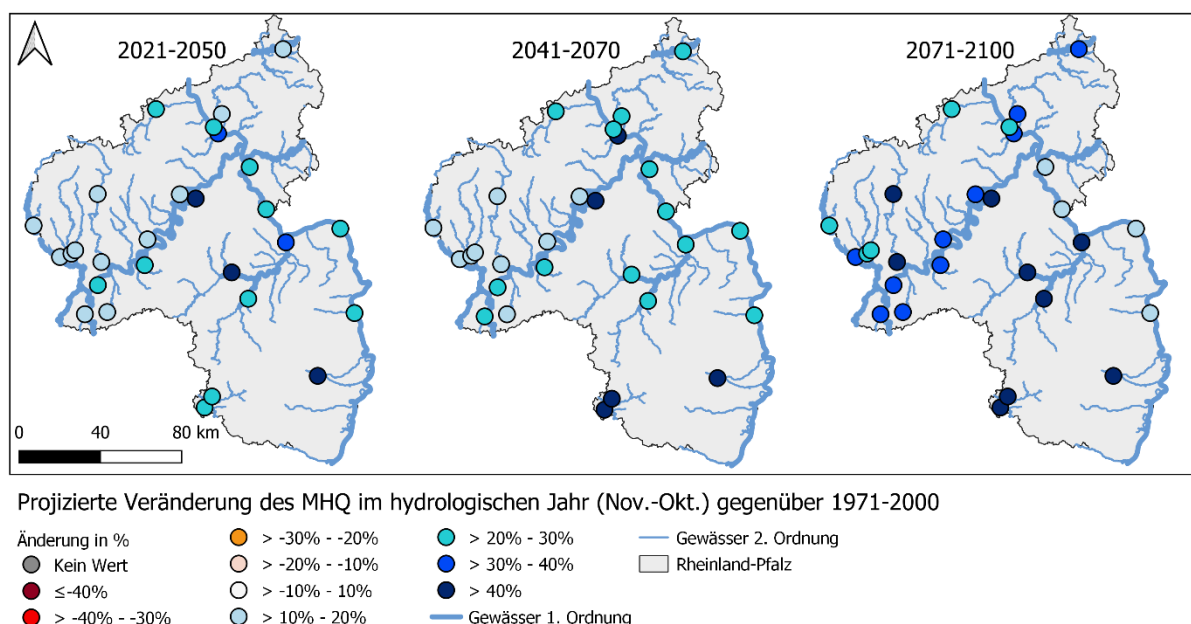 2021-2050
2041-2070
2071-2100
0 40 80 km
Projizierte Veränderung des MHQ im hydrologischen Jahr (Nov.-Okt.) gegenüber 1971-2000
Änderung in %
Kein Wert
≤-40%
> -40% - -30%
> -30% - -20%
> -20% - -10%
> -10% - 10%
> 10% - 20%
> 20% - 30%
> 30% - 40%
> 40%
Gewässer 1. Ordnung
Gewässer 2. Ordnung
Rheinland-Pfalz